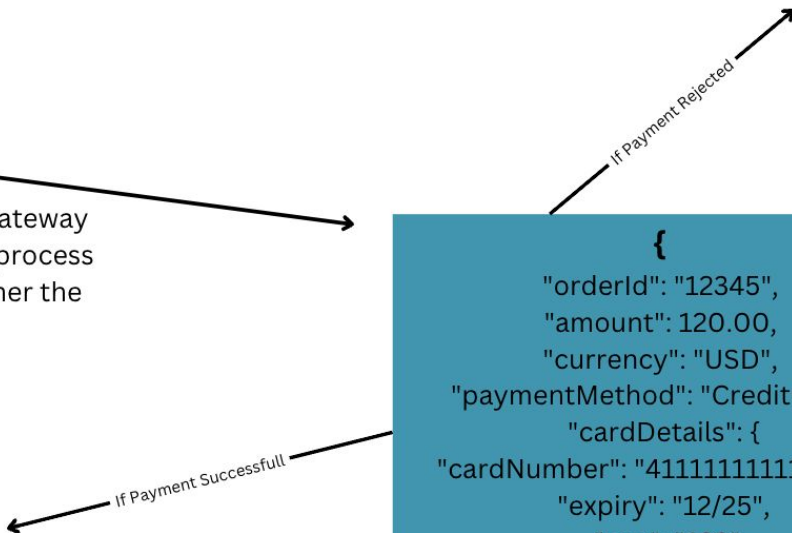 If Payment Rejected
ateway
process
her the
{
"orderId": "12345",
"amount": 120.00,
"currency": "USD",
"paymentMethod": "Credit
"cardDetails": {
"cardNumber": "41111111111
"expiry": "12/25",
If Payment Successfull